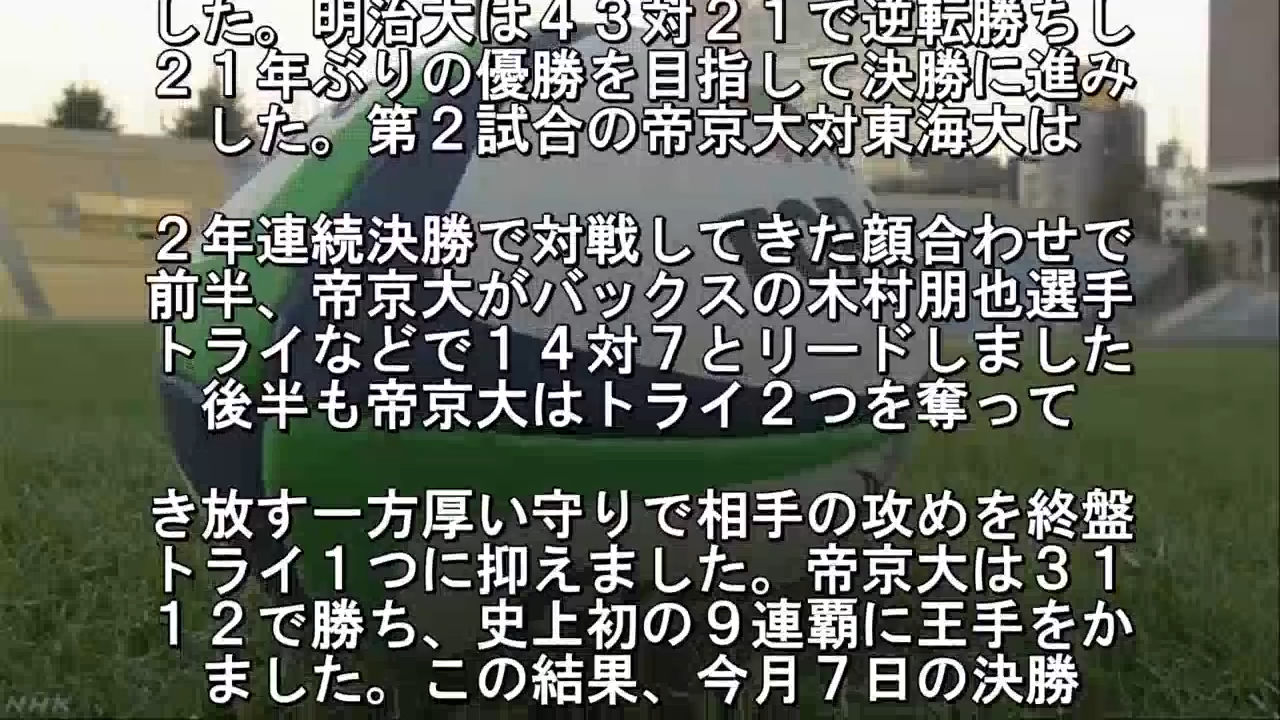 した。明治大は４３対２１で逆転勝ちし
２１年ぶりの優勝を目指して決勝に進み
した。第２試合の帝京大対東海大は
２年連続決勝で対戦してきた顔合わせで
前半、帝京大がバックスの木村朋也選手
トライなどで１４対７とリードしました
後半も帝京大はトライ２つを奪って
き放す一方厚い守りで相手の攻めを終盤
トライ１つに抑えました。帝京大は３１
１２で勝ち、史上初の９連覇に王手をか
ました。この結果、今月７日の決勝
NHK